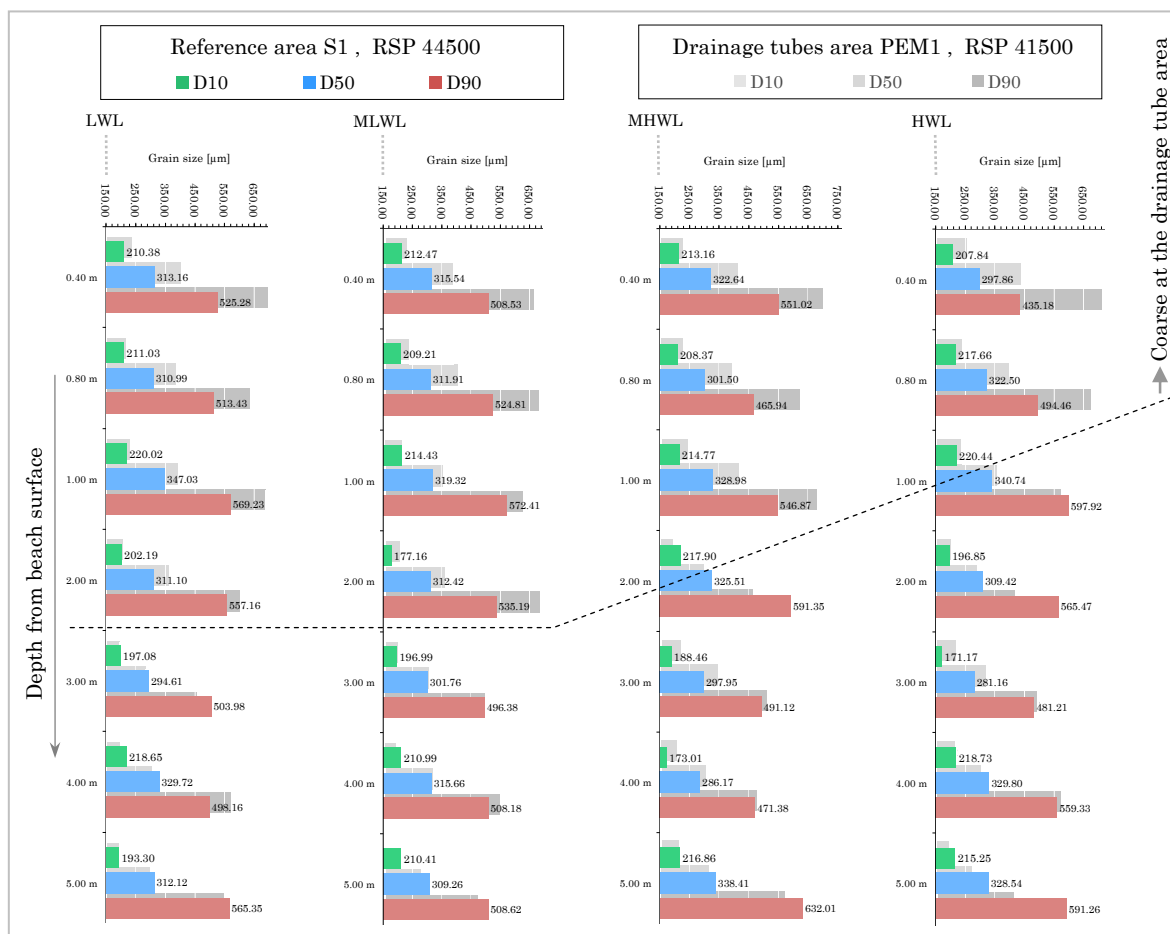 Reference area S1 , RSP 44500
D10 D50 D90
Drainage tubes area PEM1 , RSP 41500
D10 D50 D90
Coarse at the drainage tube area
Depth from beach surface
LWL
Grain size [µm]
150.00 250.00 350.00 450.00 550.00 650.00
0.40 m
210.38
313.16
525.28
0.80 m
211.03
310.99
513.43
1.00 m
220.02
347.03
569.23
2.00 m
202.19
311.10
557.16
3.00 m
197.08
294.61
503.98
4.00 m
218.65
329.72
498.16
5.00 m
193.30
312.12
565.35
MLWL
Grain size [µm]
150.00 250.00 350.00 450.00 550.00 650.00
0.40 m
212.47
315.54
508.53
0.80 m
209.21
311.91
524.81
1.00 m
214.43
319.32
572.41
2.00 m
177.16
312.42
535.19
3.00 m
196.99
301.76
496.38
4.00 m
210.99
315.66
508.18
5.00 m
210.41
309.26
508.62
MHWL
Grain size [µm]
150.00 250.00 350.00 450.00 550.00 650.00 750.00
0.40 m
213.16
322.64
551.02
0.80 m
208.37
301.50
465.94
1.00 m
214.77
328.98
546.87
2.00 m
217.90
325.51
591.35
3.00 m
188.46
297.95
491.12
4.00 m
173.01
286.17
471.38
5.00 m
216.86
338.41
632.01
HWL
Grain size [µm]
150.00 250.00 350.00 450.00 550.00 650.00
0.40 m
207.84
297.86
435.18
0.80 m
217.66
322.50
494.46
1.00 m
220.44
340.74
597.92
2.00 m
196.85
309.42
565.47
3.00 m
171.17
281.16
481.21
4.00 m
218.73
329.80
559.33
5.00 m
215.25
328.54
591.26